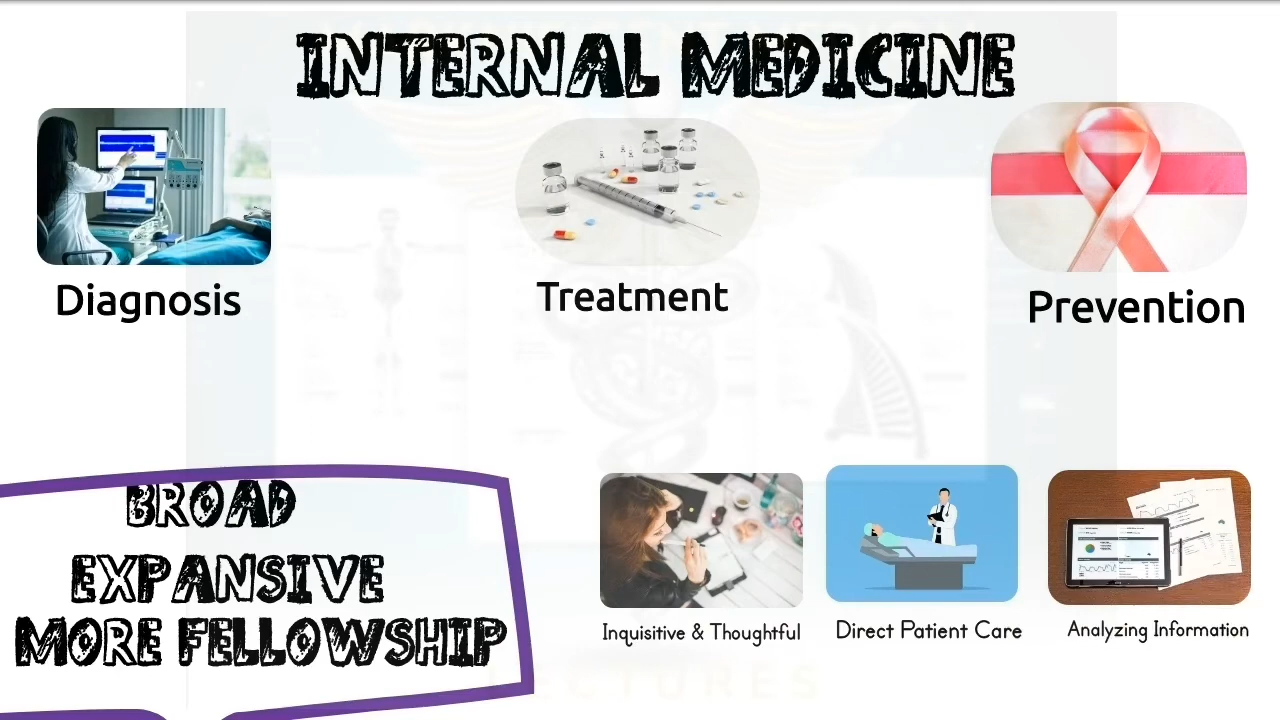 INTERNAL MEDICINE
Diagnosis
Treatment
Prevention
BROAD
EXPANSIVE
MORE FELLOWSHIP
Inquisitive & Thoughtful
Direct Patient Care
Analyzing Information